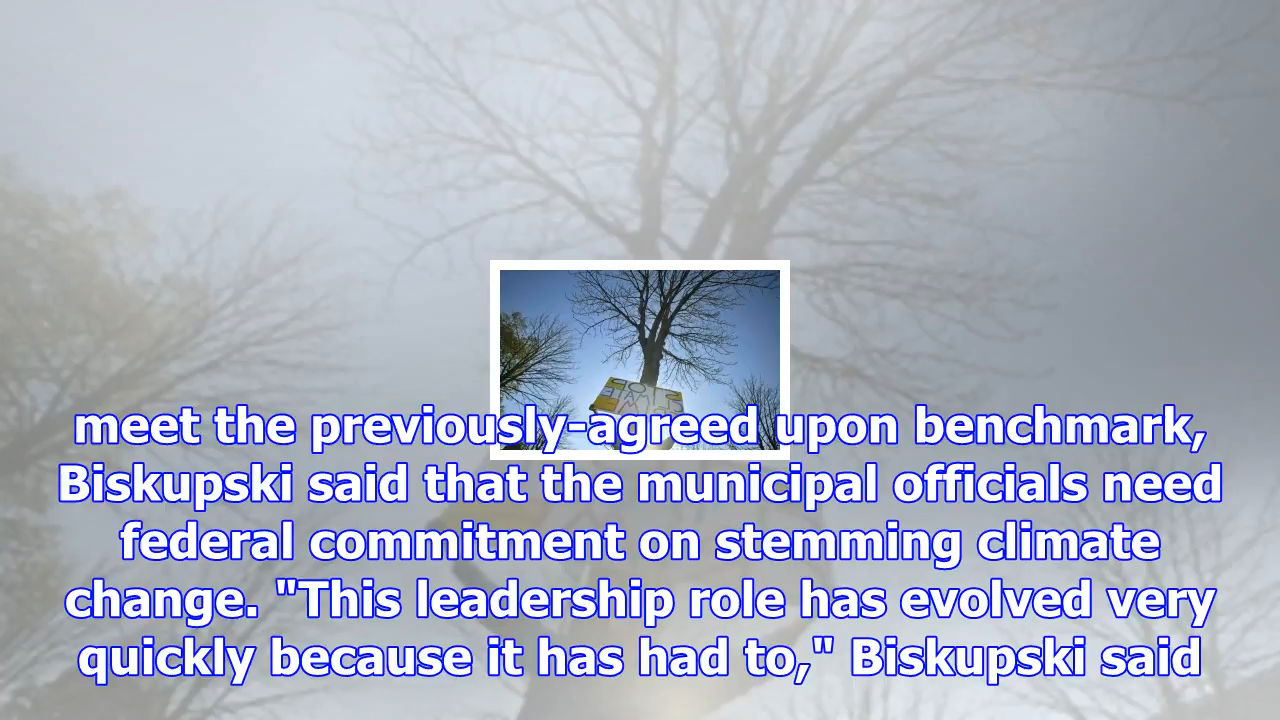 meet the previously-agreed upon benchmark,
Biskupski said that the municipal officials need
federal commitment on stemming climate
change. "This leadership role has evolved very
quickly because it has had to," Biskupski said